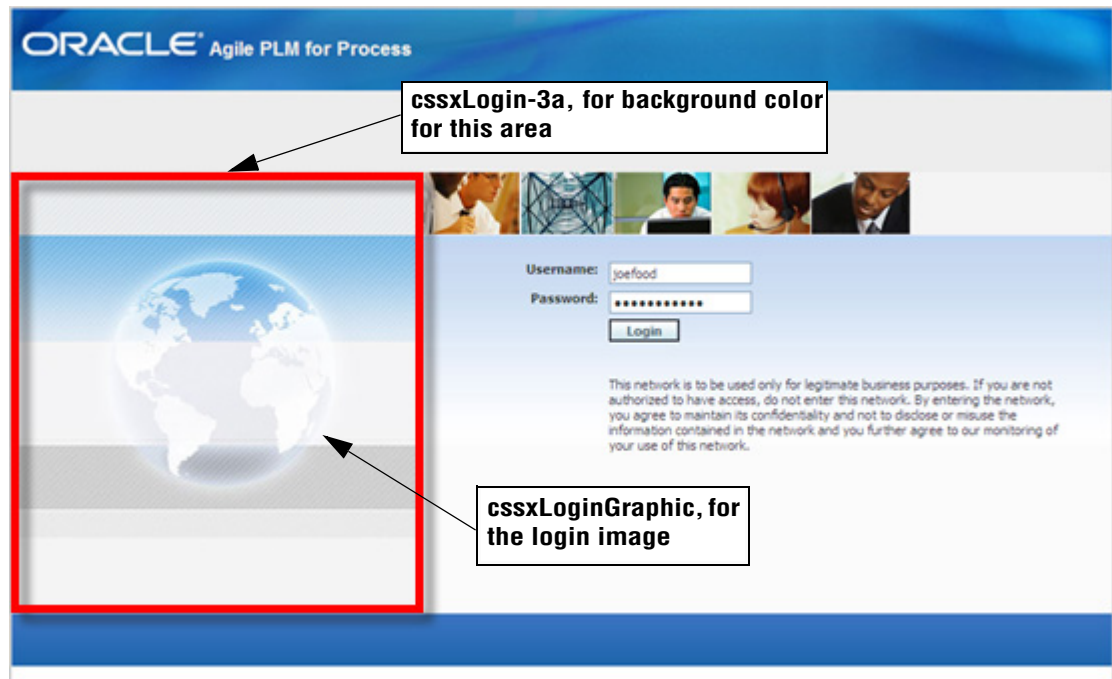 ORACLE® Agile PLM for Process
cssxLogin-3a, for background color
for this area
Username: joefood
Password: •••••••••••
Login
This network is to be used only for legitimate business purposes. If you are not
authorized to have access, do not enter this network. By entering the network,
you agree to maintain its confidentiality and not to disclose or misuse the
information contained in the network and you further agree to our monitoring of
your use of this network.
cssxLoginGraphic, for
the login image